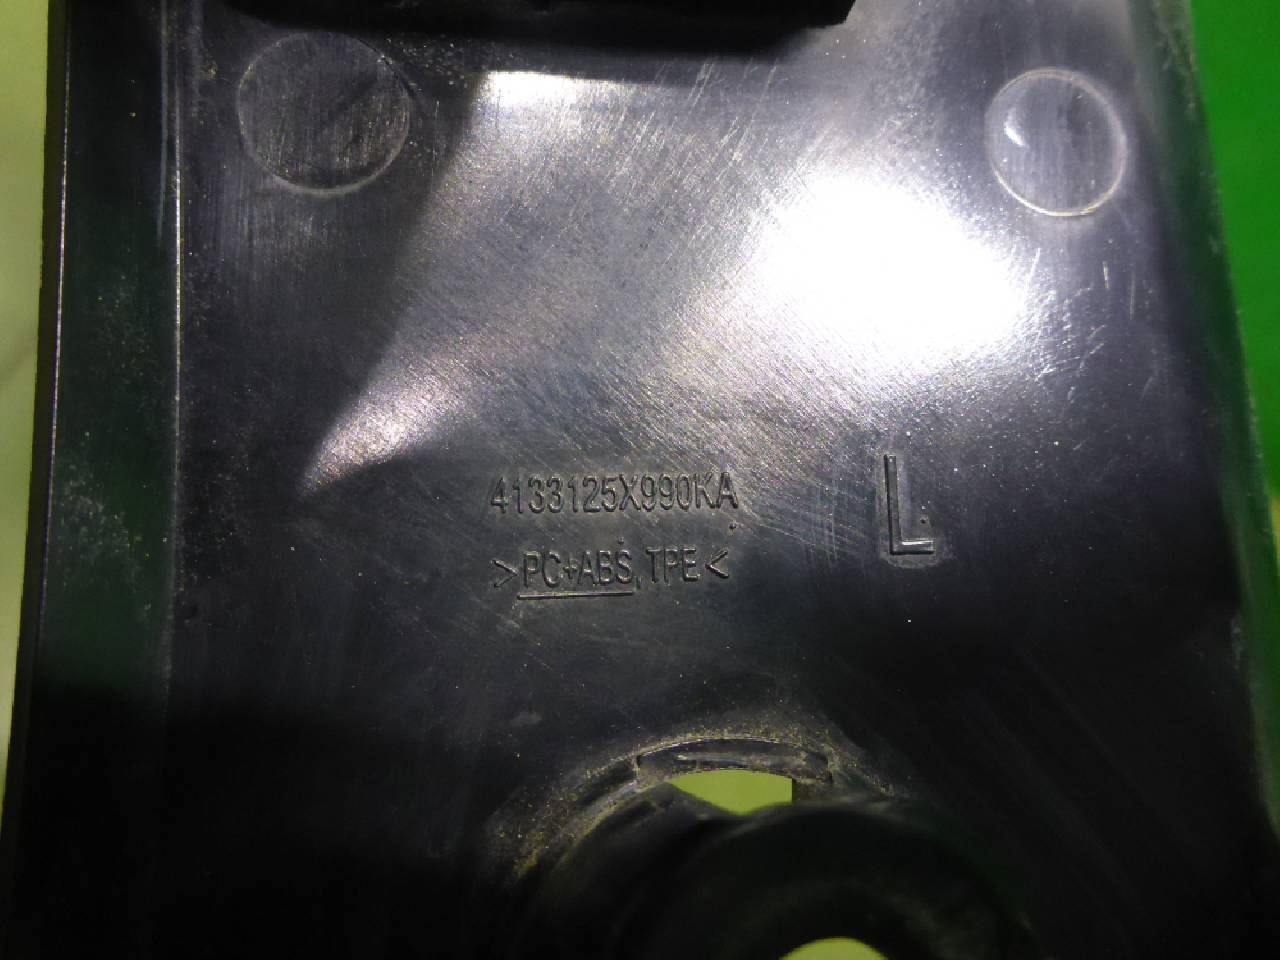 4133125X990KA
L
>PC+ABS, TPE<